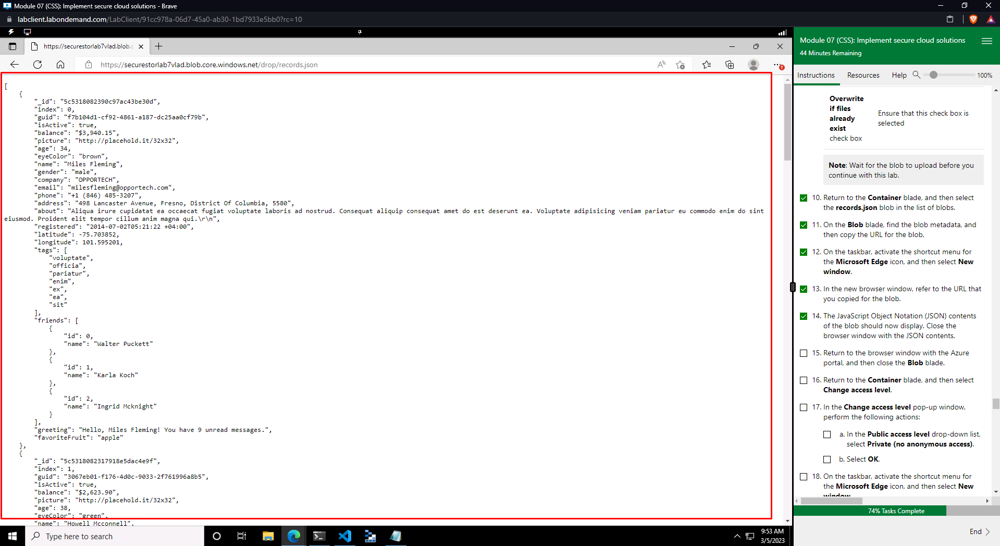 Module 07 (CSS): Implement secure cloud solutions - Brave
labclient.labondemand.com/LabClient/91cc978a-06d7-45a0-ab30-1bd7933e5bb0?rc=10
https://securestorlab7vlad.blob.c
https://securestorlab7vlad.blob.core.windows.net/drop/records.json
[
{
"_id": "5c5318082390c97ac43be30d",
"index": 0,
"guid": "f7b104d1-cf92-4861-a187-dc25aa0cf79b",
"isActive": true,
"balance": "$3,940.15",
"picture": "http://placehold.it/32x32",
"age": 34,
"eyeColor": "brown",
"name": "Miles Fleming",
"gender": "male",
"company": "OPPORTECH",
"email": "milesfleming@opportech.com",
"phone": "+1 (846) 485-3207",
"address": "498 Lancaster Avenue, Fresno, District Of Columbia, 5580",
"about": "Aliqua irure cupidatat ea occaecat fugiat voluptate laboris ad nostrud. Consequat aliquip consequat amet do est deserunt ea. Voluptate adipisicing veniam pariatur eu commodo enim do sint
eiusmod. Proident elit tempor cillum anim magna qui.\r\n",
"registered": "2014-07-02T05:21:22 +04:00",
"latitude": -75.703852,
"longitude": 101.595201,
"tags": [
"voluptate",
"officia",
"pariatur",
"enim",
"ex",
"ea",
"sit"
],
"friends": [
{
"id": 0,
"name": "Walter Puckett"
},
{
"id": 1,
"name": "Karla Koch"
},
{
"id": 2,
"name": "Ingrid Mcknight"
}
],
"greeting": "Hello, Miles Fleming! You have 9 unread messages.",
"favoriteFruit": "apple"
},
{
"_id": "5c5318082317918e5dac4e9f",
"index": 1,
"guid": "3067eb01-f176-4d0c-9033-2f761996a8b5",
"isActive": true,
"balance": "$2,623.90",
"picture": "http://placehold.it/32x32",
"age": 38,
"eyeColor": "green",
"name": "Howell Mcconnell",
Type here to search
9:53 AM
3/5/2023
Module 07 (CSS): Implement secure cloud solutions
44 Minutes Remaining
Instructions Resources Help 100%
Overwrite
if files
already
exist
check box
Ensure that this check box is
selected
Note: Wait for the blob to upload before you
continue with this lab.
10. Return to the Container blade, and then select
the records.json blob in the list of blobs.
11. On the Blob blade, find the blob metadata, and
then copy the URL for the blob.
12. On the taskbar, activate the shortcut menu for
the Microsoft Edge icon, and then select New
window.
13. In the new browser window, refer to the URL that
you copied for the blob.
14. The JavaScript Object Notation (JSON) contents
of the blob should now display. Close the
browser window with the JSON contents.
15. Return to the browser window with the Azure
portal, and then close the Blob blade.
16. Return to the Container blade, and then select
Change access level.
17. In the Change access level pop-up window,
perform the following actions:
a. In the Public access level drop-down list,
select Private (no anonymous access).
b. Select OK.
18. On the taskbar, activate the shortcut menu for
the Microsoft Edge icon, and then select New
window.
74% Tasks Complete
End